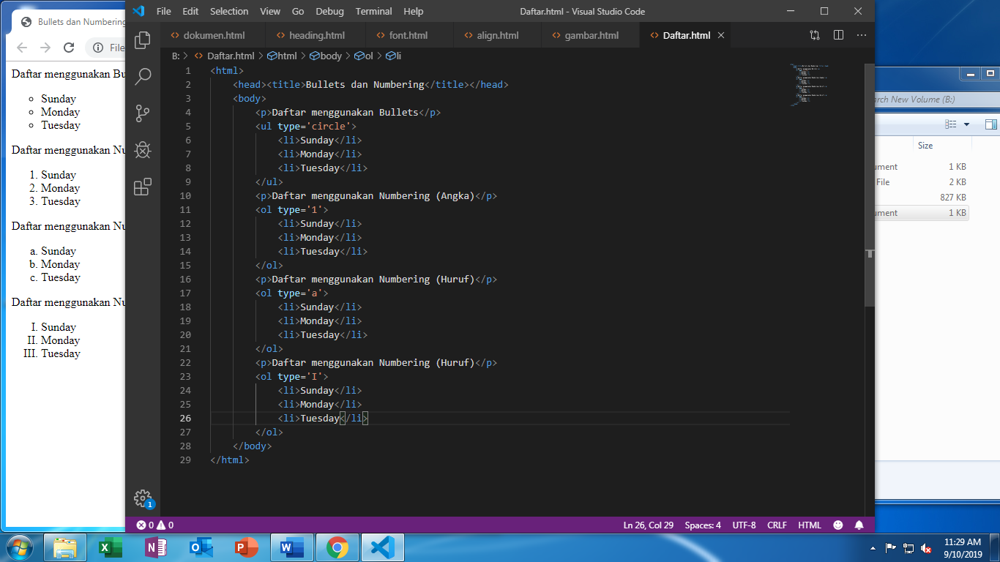 Bullets dan Numbering
File
Daftar menggunakan Bu
Sunday
Monday
Tuesday
Daftar menggunakan Nu
1. Sunday
2. Monday
3. Tuesday
Daftar menggunakan Nu
a. Sunday
b. Monday
c. Tuesday
Daftar menggunakan Nu
I. Sunday
II. Monday
III. Tuesday
File Edit Selection View Go Debug Terminal Help
Daftar.html - Visual Studio Code
dokumen.html heading.html font.html align.html gambar.html Daftar.html
B: > Daftar.html > html > body > ol > li
1 <html>
2 <head><title>Bullets dan Numbering</title></head>
3 <body>
4 <p>Daftar menggunakan Bullets</p>
5 <ul type='circle'>
6 <li>Sunday</li>
7 <li>Monday</li>
8 <li>Tuesday</li>
9 </ul>
10 <p>Daftar menggunakan Numbering (Angka)</p>
11 <ol type='1'>
12 <li>Sunday</li>
13 <li>Monday</li>
14 <li>Tuesday</li>
15 </ol>
16 <p>Daftar menggunakan Numbering (Huruf)</p>
17 <ol type='a'>
18 <li>Sunday</li>
19 <li>Monday</li>
20 <li>Tuesday</li>
21 </ol>
22 <p>Daftar menggunakan Numbering (Huruf)</p>
23 <ol type='I'>
24 <li>Sunday</li>
25 <li>Monday</li>
26 <li>Tuesday</li>
27 </ol>
28 </body>
29 </html>
1
0 0
Ln 26, Col 29 Spaces: 4 UTF-8 CRLF HTML
rch New Volume (B:)
Size
ument 1 KB
File 2 KB
827 KB
ument 1 KB
11:29 AM
9/10/2019